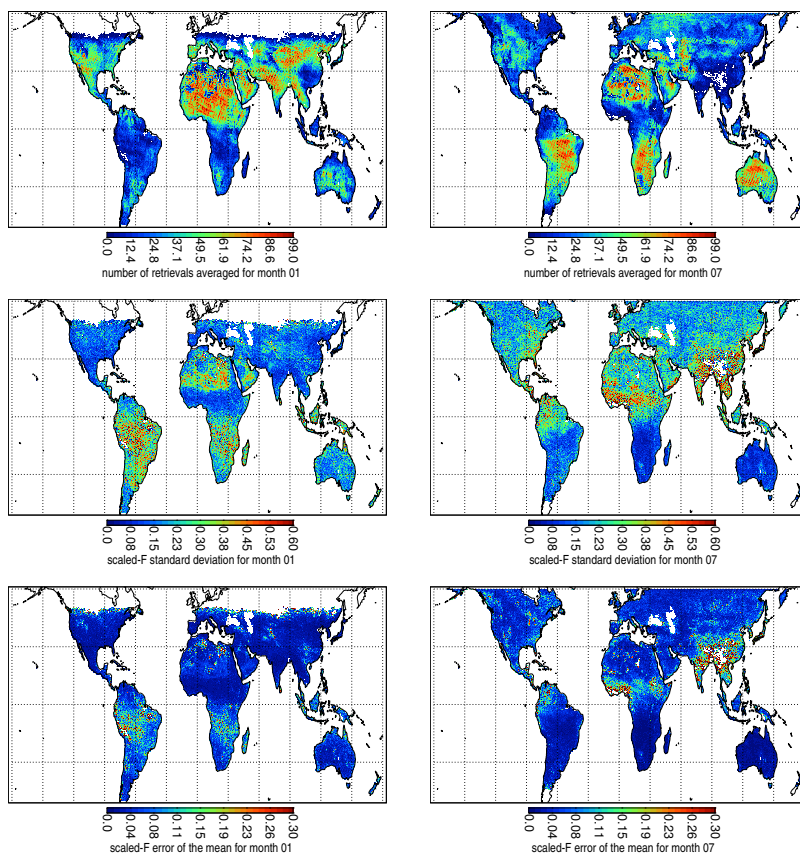 0.0 12.4 24.8 37.1 49.5 61.9 74.2 86.6 99.0
number of retrievals averaged for month 01
0.0 12.4 24.8 37.1 49.5 61.9 74.2 86.6 99.0
number of retrievals averaged for month 07
0.0 0.08 0.15 0.23 0.30 0.38 0.45 0.53 0.60
scaled-F standard deviation for month 01
0.0 0.08 0.15 0.23 0.30 0.38 0.45 0.53 0.60
scaled-F standard deviation for month 07
0.0 0.04 0.08 0.11 0.15 0.19 0.22 0.26 0.30
scaled-F error of the mean for month 01
0.0 0.04 0.08 0.11 0.15 0.19 0.22 0.26 0.30
scaled-F error of the mean for month 07